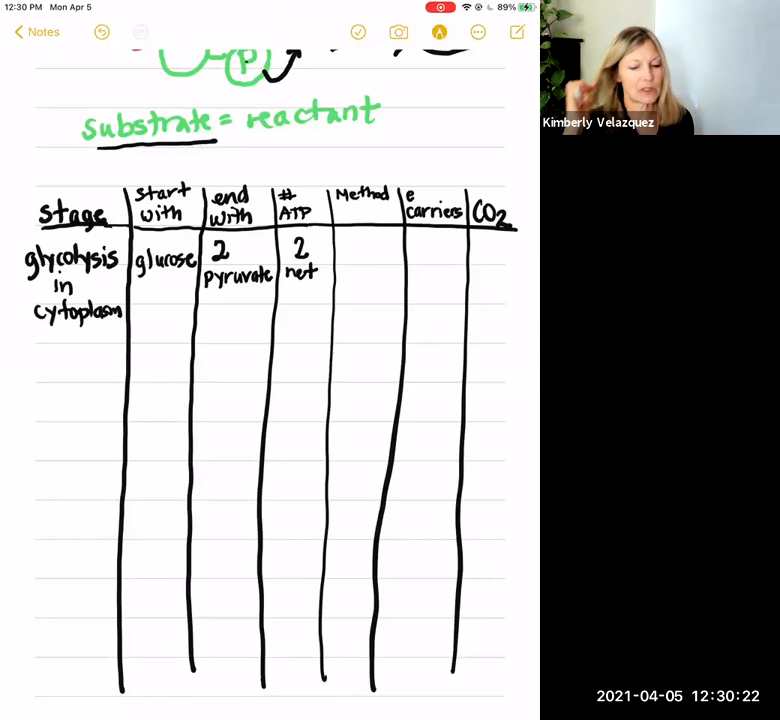 12:30 PM Mon Apr 5
89%
Notes
P
substrate = reactant
stage
start with
end with
# ATP
Method
e carriers
CO2
glycolysis in cytoplasm
glucose
2 pyruvate
2 net
Kimberly Velazquez
2021-04-05 12:30:22